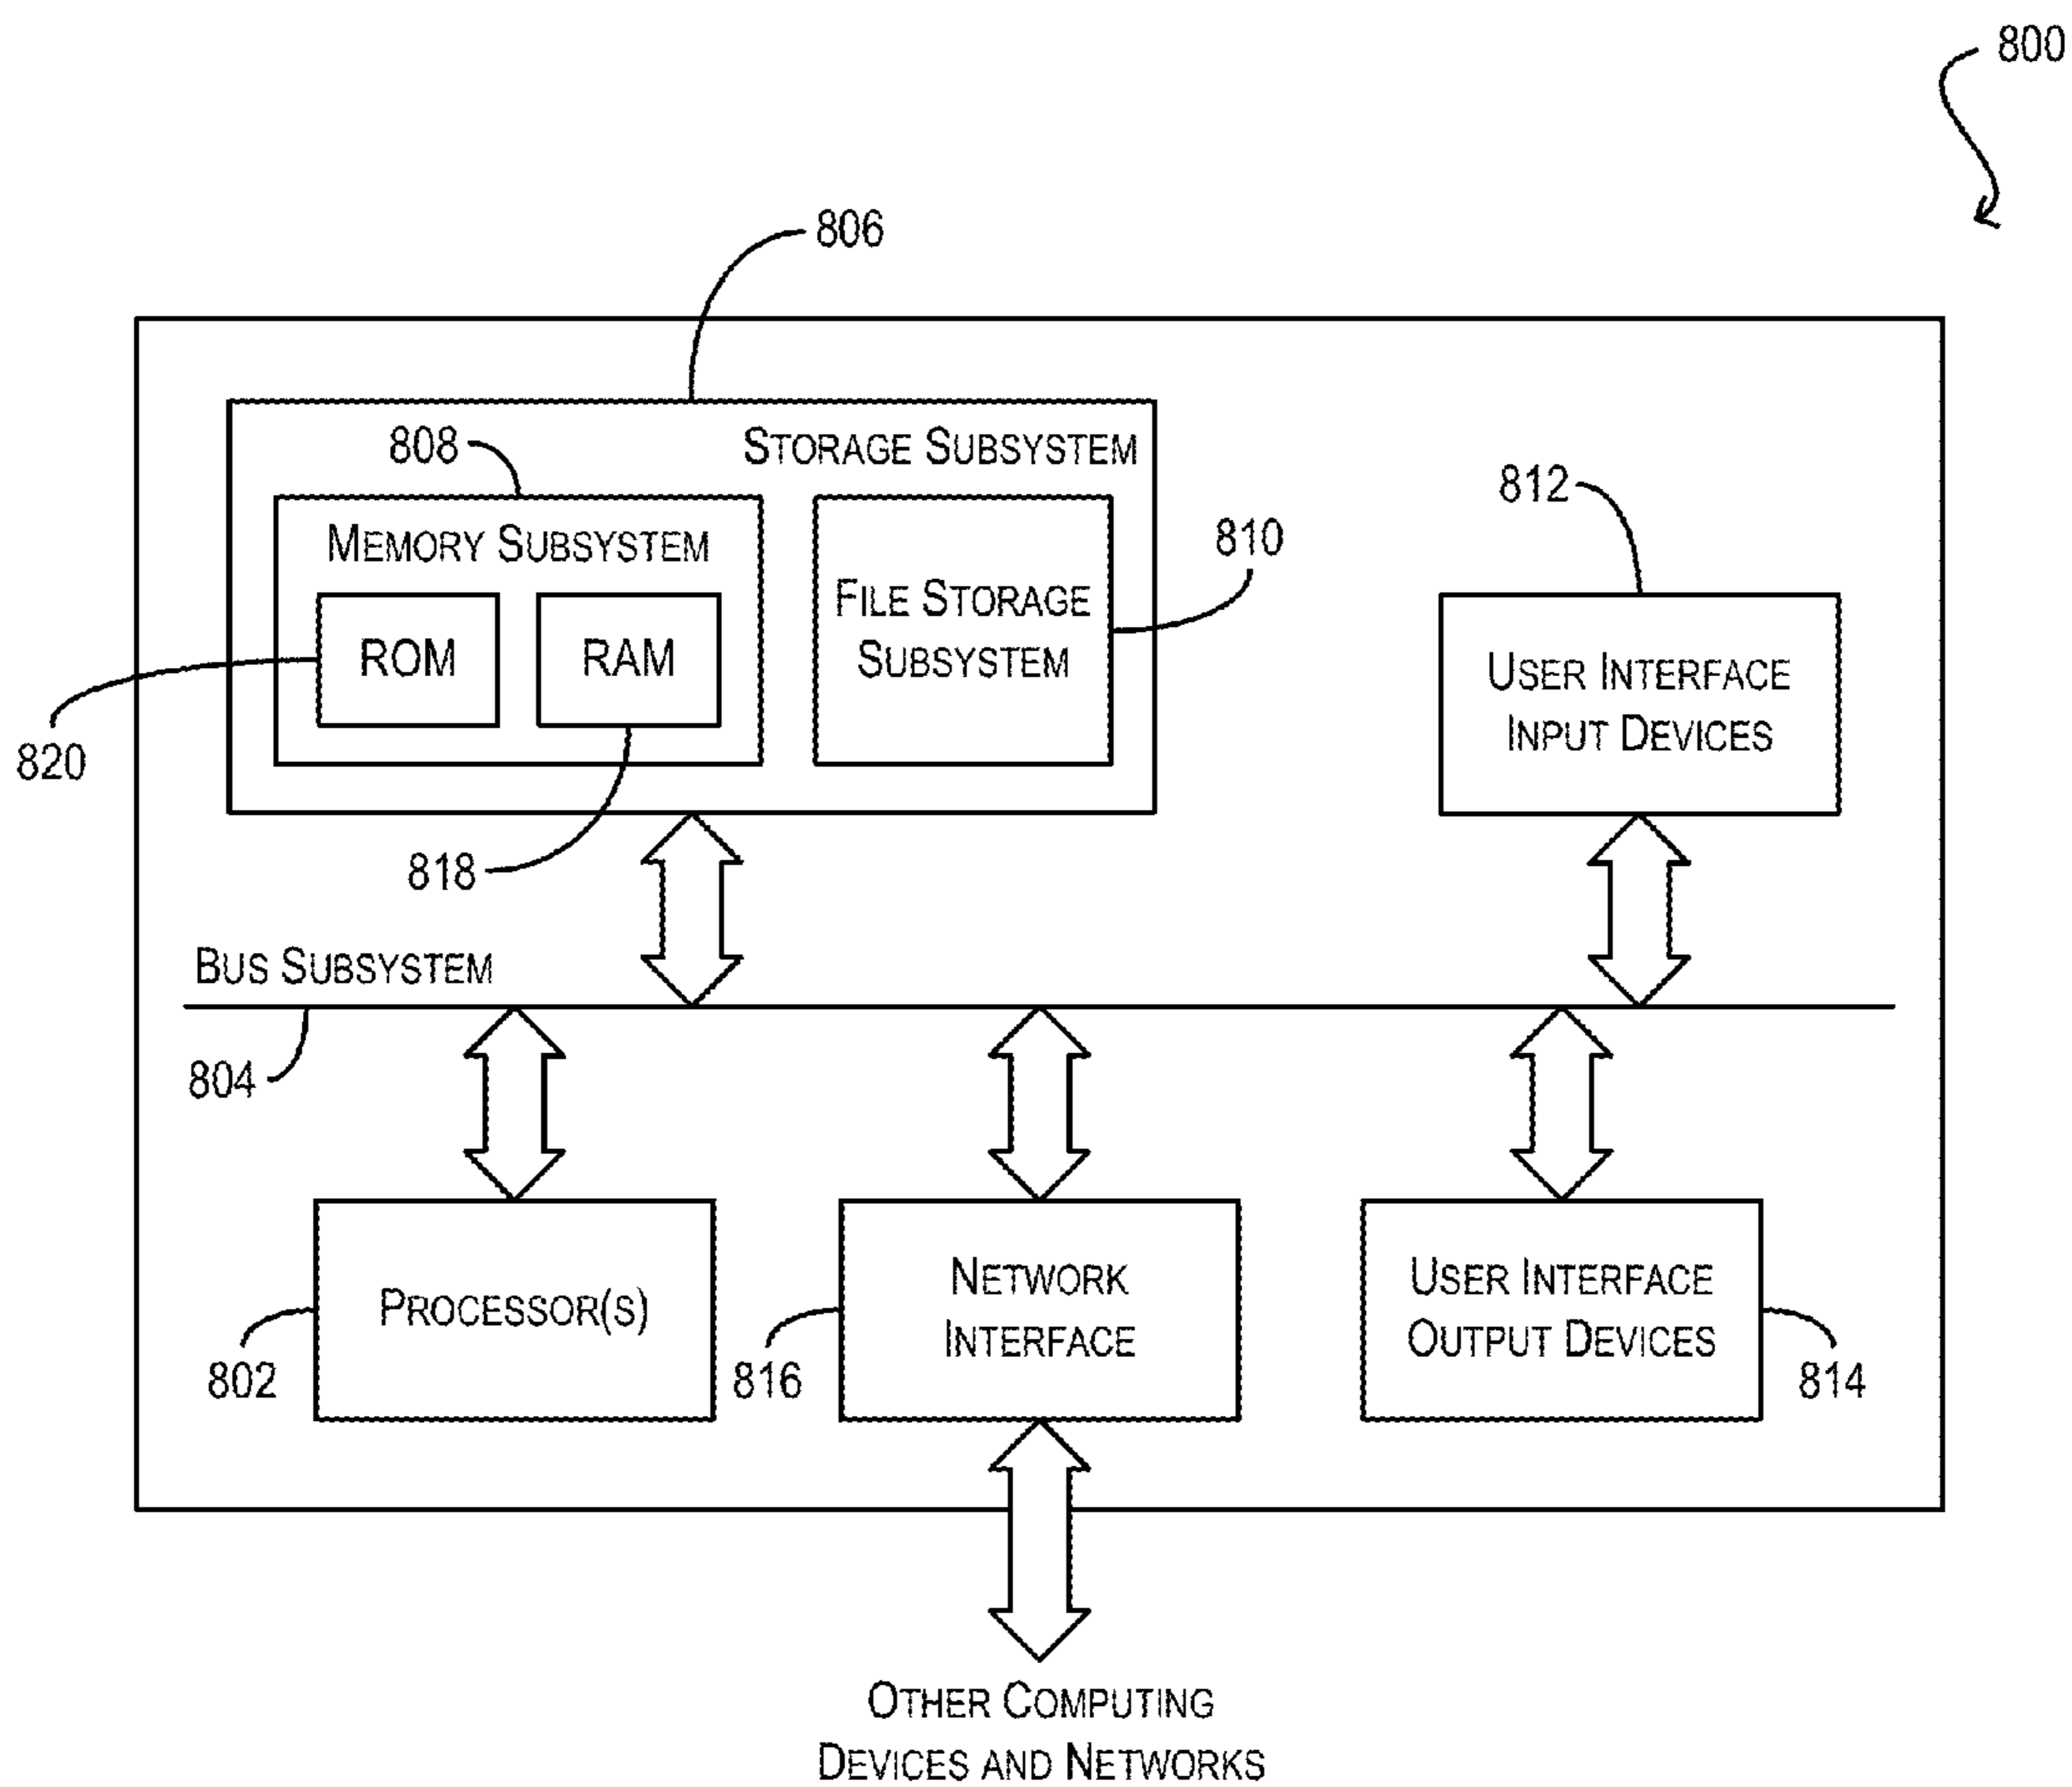 800
806
808
STORAGE SUBSYSTEM
812
MEMORY SUBSYSTEM
810
FILE STORAGE
SUBSYSTEM
ROM
RAM
USER INTERFACE
INPUT DEVICES
820
818
BUS SUBSYSTEM
804
PROCESSOR(S)
NETWORK
INTERFACE
USER INTERFACE
OUTPUT DEVICES
802
816
814
OTHER COMPUTING
DEVICES AND NETWORKS